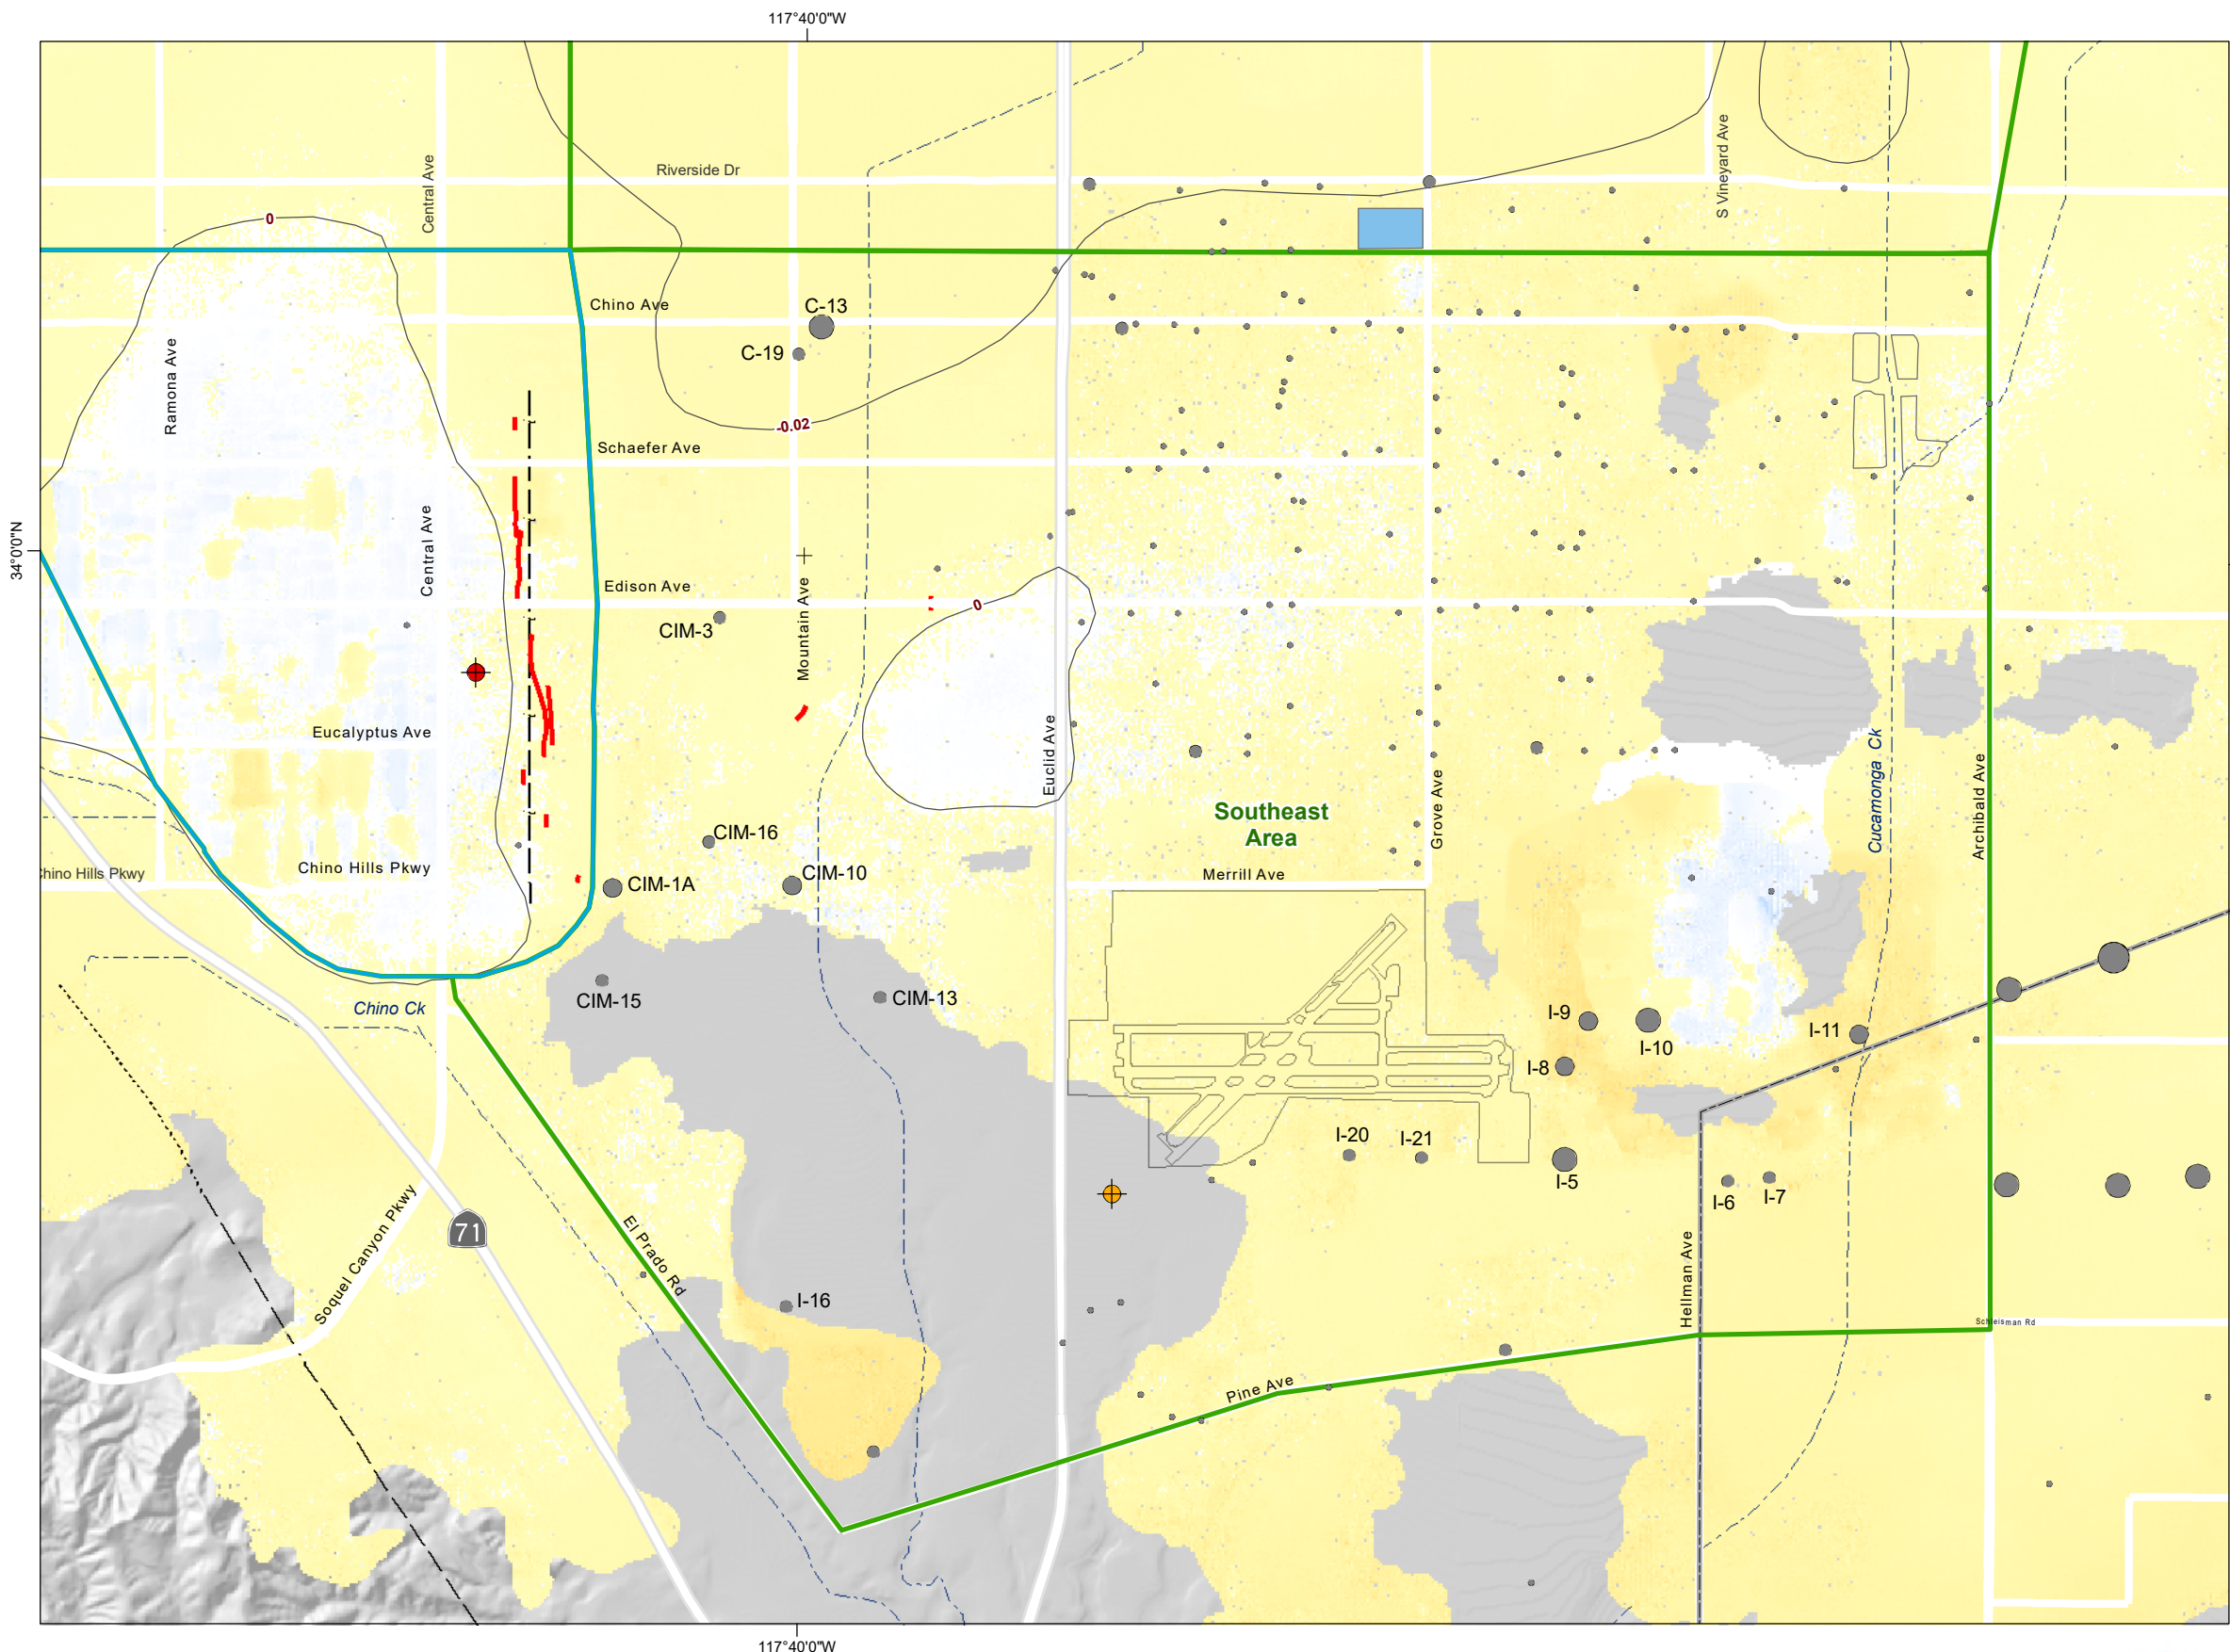 117°40'0"W
Riverside Dr
Central Ave
S Vineyard Ave
0
Chino Ave
C-13
C-19
Ramona Ave
-0.02
Schaefer Ave
34°0'0"N
Central Ave
Edison Ave
0
CIM-3
Mountain Ave
Eucalyptus Ave
Euclid Ave
Cucamonga Ck
Archibald Ave
Grove Ave
Southeast
Area
CIM-16
Chino Hills Pkwy
Chino Hills Pkwy
CIM-10
Merrill Ave
CIM-1A
CIM-15
CIM-13
Chino Ck
I-9
I-10
I-11
I-8
I-20
I-21
I-5
I-6
I-7
Soquel Canyon Pkwy
71
El Prado Rd
Hellman Ave
I-16
Schleisman Rd
Pine Ave
117°40'0"W